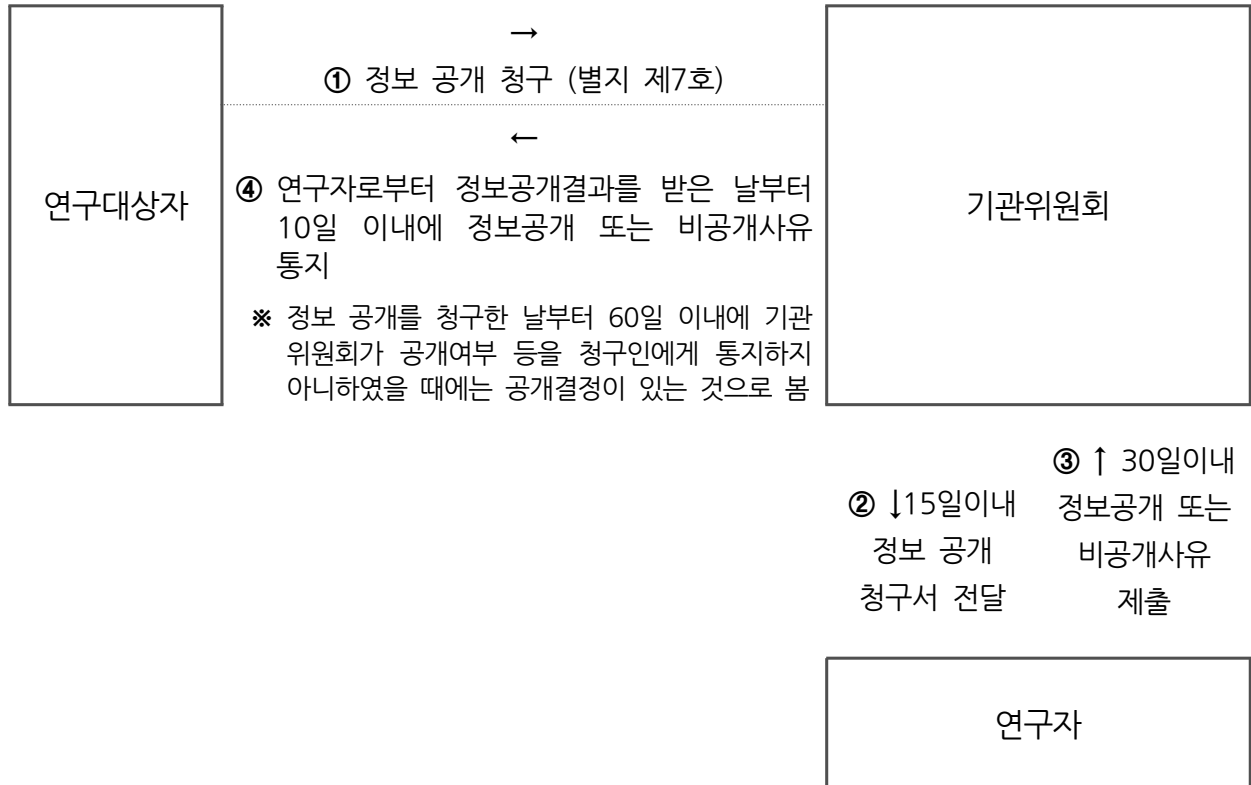 연구대상자
→
① 정보 공개 청구 (별지 제7호)
←
④ 연구자로부터 정보공개결과를 받은 날부터
10일 이내에 정보공개 또는 비공개사유
통지
※ 정보 공개를 청구한 날부터 60일 이내에 기관
위원회가 공개여부 등을 청구인에게 통지하지
아니하였을 때에는 공개결정이 있는 것으로 봄
기관위원회
② ↓15일이내
정보 공개
청구서 전달
③ ↑ 30일이내
정보공개 또는
비공개사유
제출
연구자